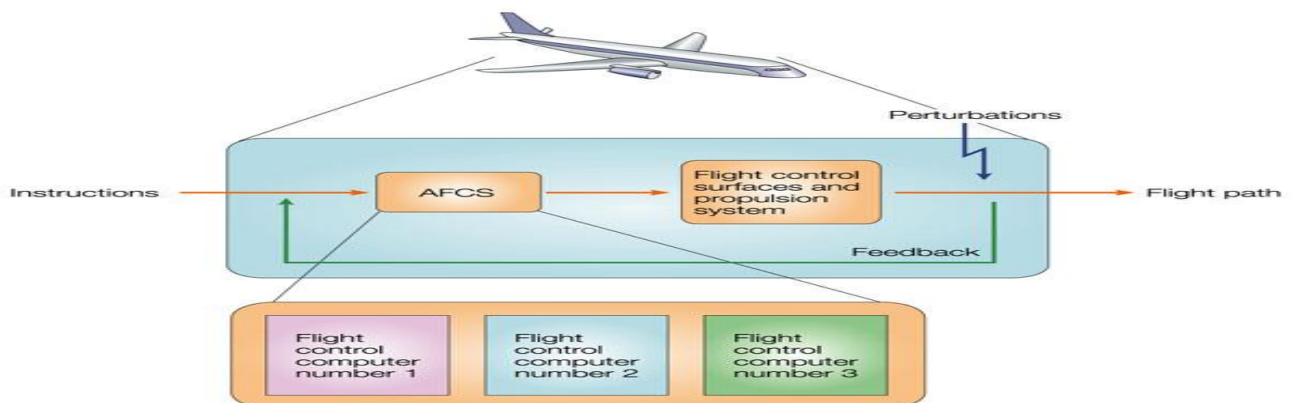 Perturbations
Instructions
AFCS
Flight control
surfaces and
propulsion
system
Flight path
Feedback
Flight
control
computer
number 1
Flight
control
computer
number 2
Flight
control
computer
number 3